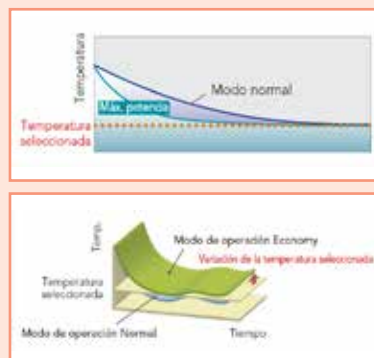 Temperatura
Modo normal
Máx. potencia
Temperatura
seleccionada
Temp.
Modo de operación Economy
Variación de la temperatura seleccionada
Temperatura
seleccionada
Modo de operación Normal
Tiempo